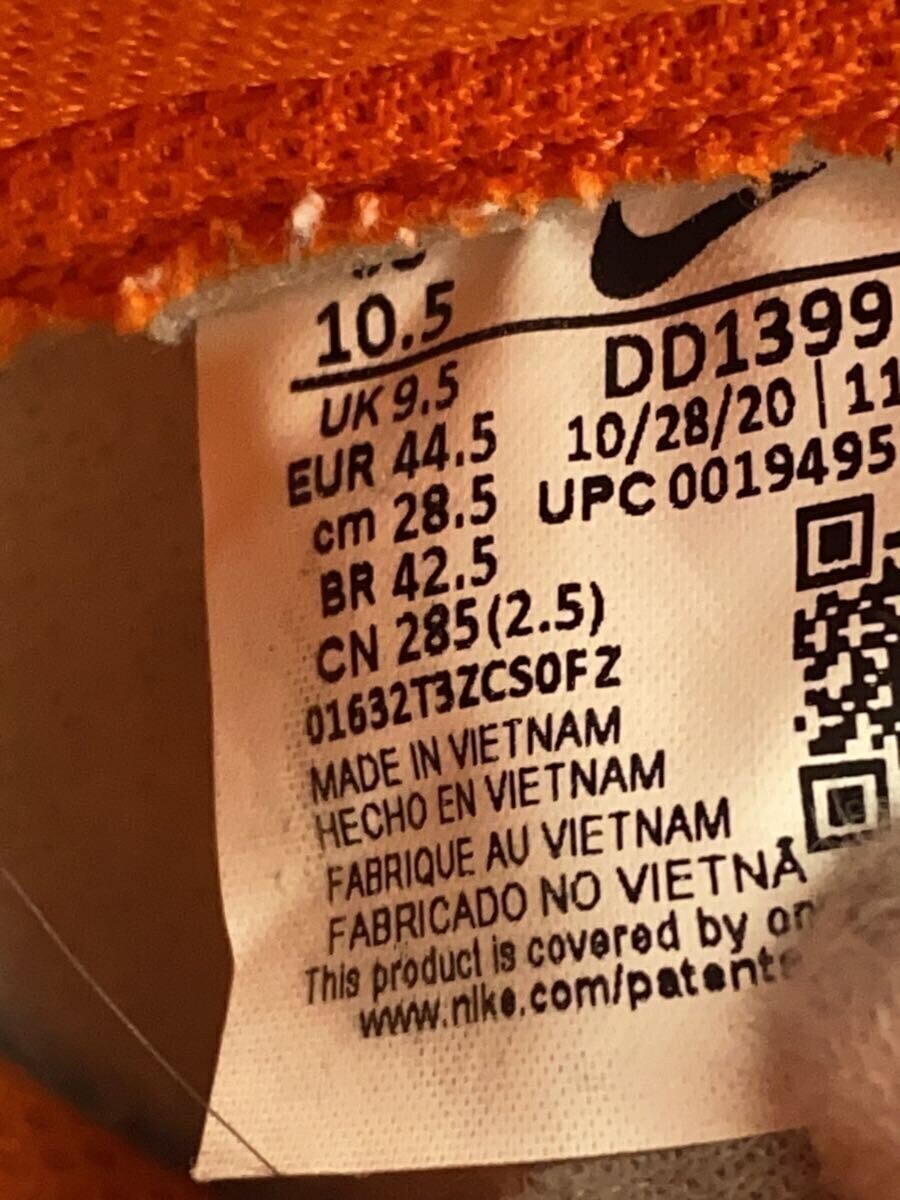 10.5
UK 9.5
EUR 44.5
cm 28.5
BR 42.5
CN 285(2.5)
01632T3ZCS0FZ
MADE IN VIETNAM
HECHO EN VIETNAM
FABRIQUE AU VIETNAM
FABRICADO NO VIETNÃ
This product is covered by
www.nike.com/patents
DD1399
10/28/20 | 11
UPC 0019495